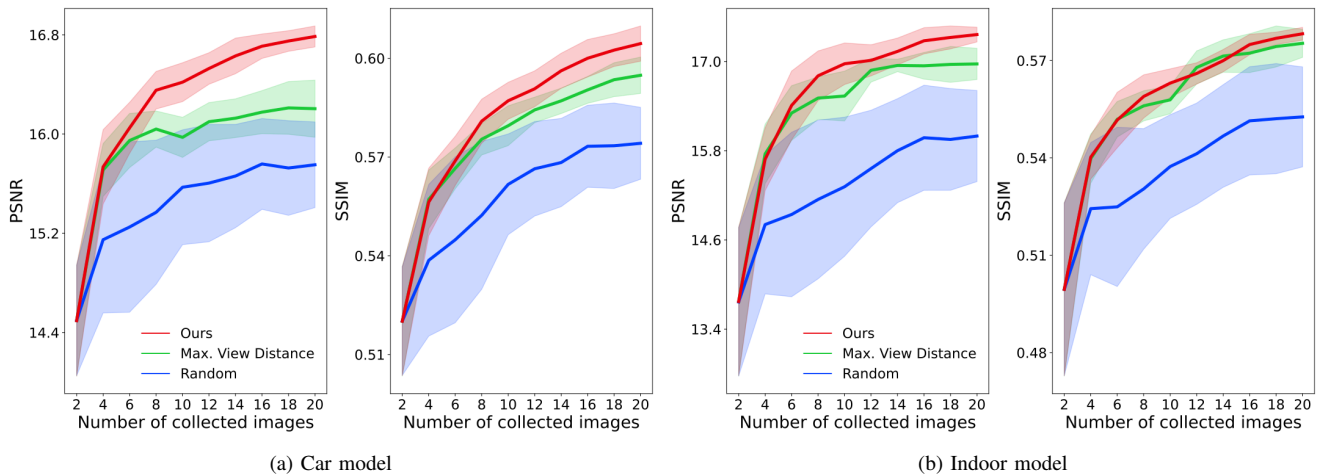 16.8
16.0
15.2
14.4
PSNR
2 4 6 8 10 12 14 16 18 20
Number of collected images
Ours
Max. View Distance
Random
0.60
0.57
0.54
0.51
SSIM
2 4 6 8 10 12 14 16 18 20
Number of collected images
(a) Car model
17.0
15.8
14.6
13.4
PSNR
2 4 6 8 10 12 14 16 18 20
Number of collected images
Ours
Max. View Distance
Random
0.57
0.54
0.51
0.48
SSIM
2 4 6 8 10 12 14 16 18 20
Number of collected images
(b) Indoor model